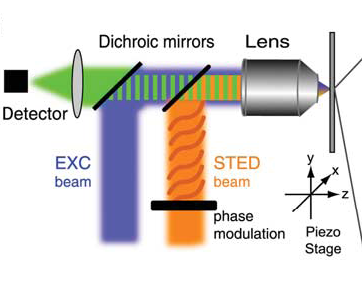 Dichroic mirrors
Lens
Detector
EXC
beam
STED
beam
phase
modulation
y
x
z
Piezo
Stage